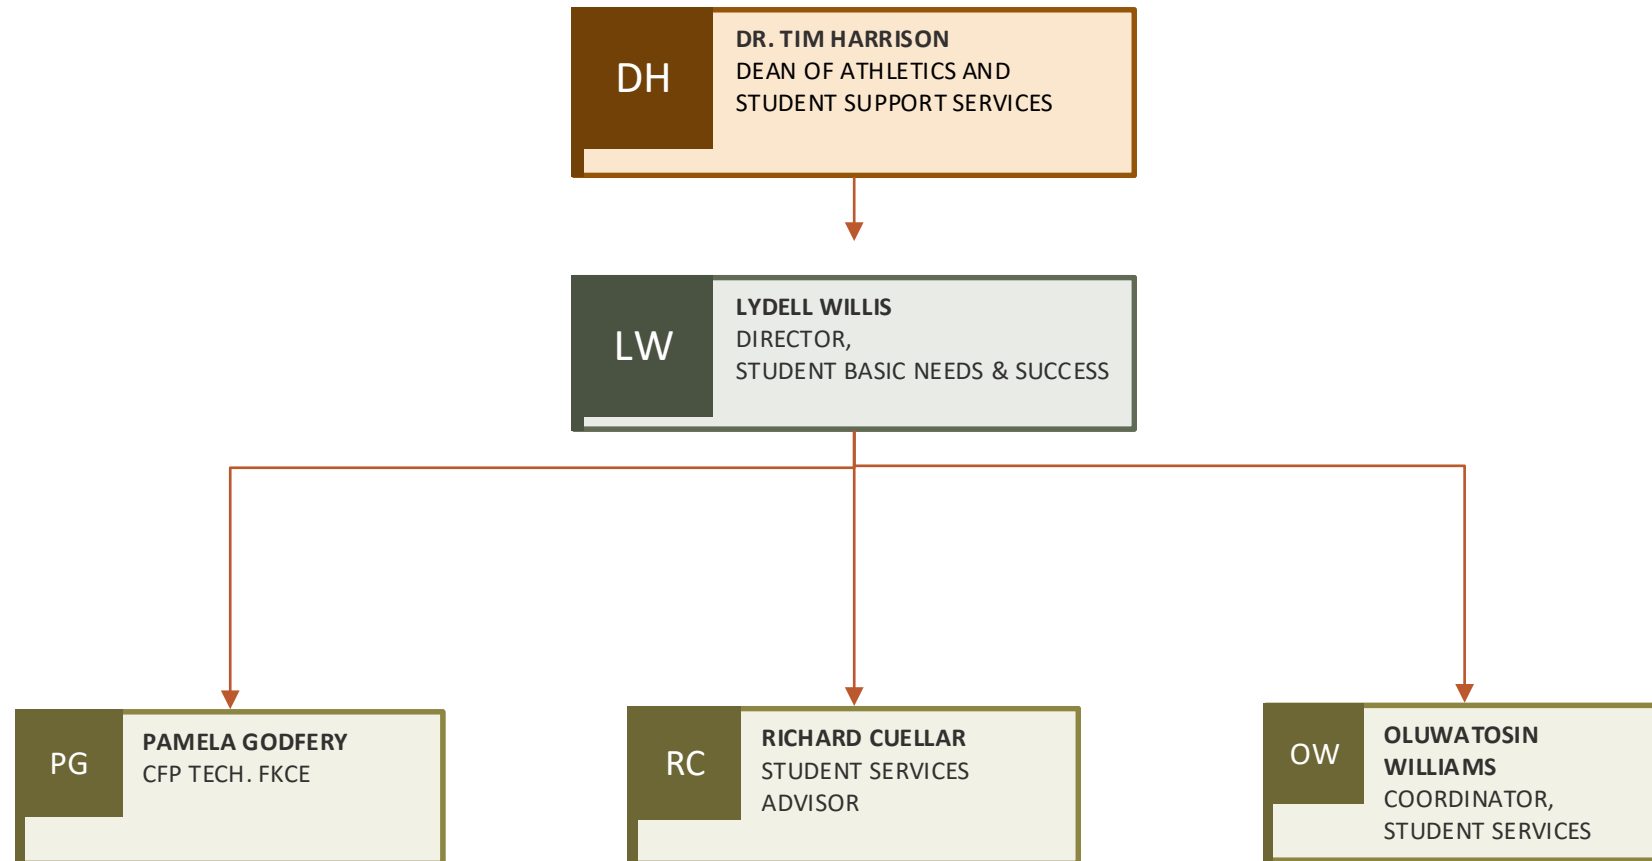 DH
DR. TIM HARRISON
DEAN OF ATHLETICS AND
STUDENT SUPPORT SERVICES
LW
LYDELL WILLIS
DIRECTOR,
STUDENT BASIC NEEDS & SUCCESS
PG
PAMELA GODFERY
CFP TECH. FKCE
RC
RICHARD CUELLAR
STUDENT SERVICES
ADVISOR
OW
OLUWATOSIN
WILLIAMS
COORDINATOR,
STUDENT SERVICES